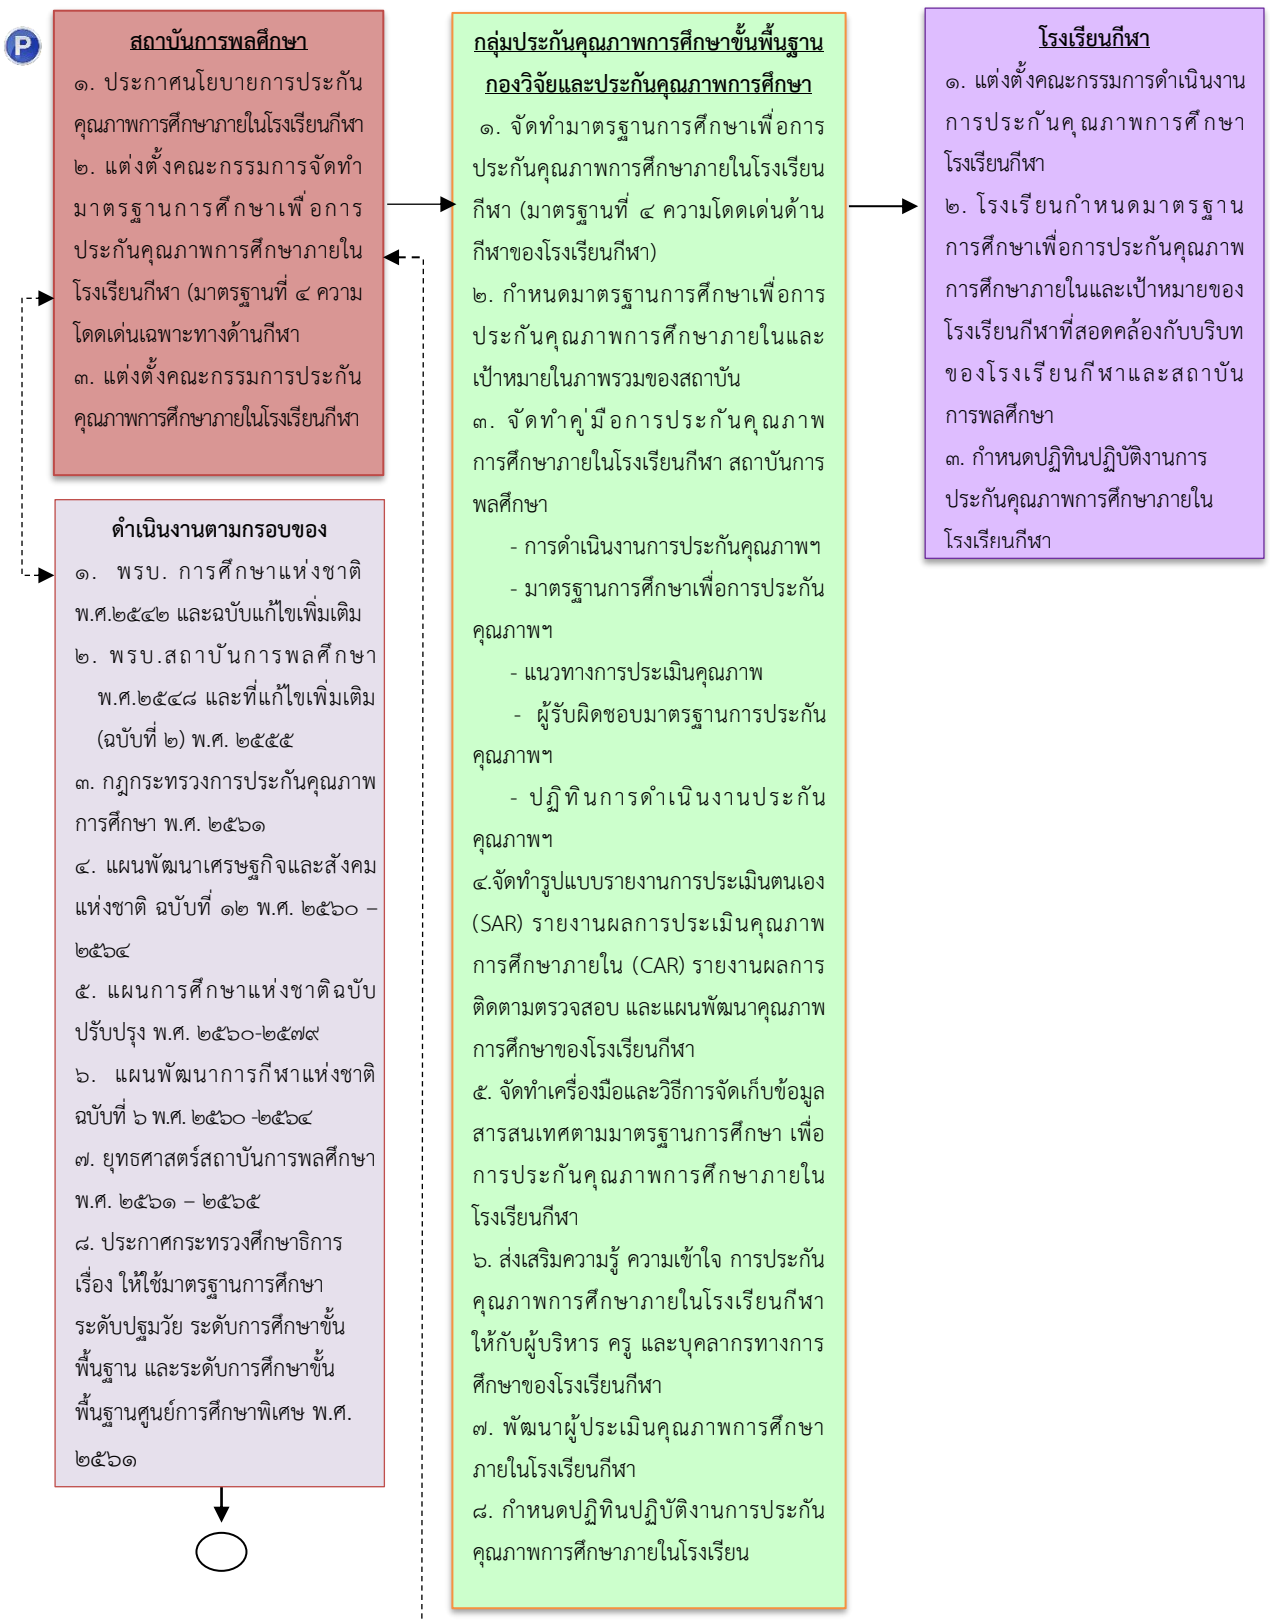 P
สถาบันการพลศึกษา
๑. ประกาศนโยบายการประกัน
คุณภาพการศึกษาภายในโรงเรียนกีฬา
๒. แต่งตั้งคณะกรรมการจัดทำ
มาตรฐานการศึกษาเพื่อการ
ประกันคุณภาพการศึกษาภายใน
โรงเรียนกีฬา (มาตรฐานที่ ๔ ความ
โดดเด่นเฉพาะทางด้านกีฬา
๓. แต่งตั้งคณะกรรมการประกัน
คุณภาพการศึกษาภายในโรงเรียนกีฬา
ดำเนินงานตามกรอบของ
๑. พรบ. การศึกษาแห่งชาติ
พ.ศ.๒๕๔๒ และฉบับแก้ไขเพิ่มเติม
๒. พรบ.สถาบันการพลศึกษา
พ.ศ.๒๕๔๘ และที่แก้ไขเพิ่มเติม
(ฉบับที่ ๒) พ.ศ. ๒๕๕๕
๓. กฎกระทรวงการประกันคุณภาพ
การศึกษา พ.ศ. ๒๕๖๑
๔. แผนพัฒนาเศรษฐกิจและสังคม
แห่งชาติ ฉบับที่ ๑๒ พ.ศ. ๒๕๖๐ –
๒๕๖๔
๕. แผนการศึกษาแห่งชาติฉบับ
ปรับปรุง พ.ศ. ๒๕๖๐-๒๕๗๙
๖. แผนพัฒนาการกีฬาแห่งชาติ
ฉบับที่ ๖ พ.ศ. ๒๕๖๐ -๒๕๖๔
๗. ยุทธศาสตร์สถาบันการพลศึกษา
พ.ศ. ๒๕๖๑ – ๒๕๖๕
๘. ประกาศกระทรวงศึกษาธิการ
เรื่อง ให้ใช้มาตรฐานการศึกษา
ระดับปฐมวัย ระดับการศึกษาขั้น
พื้นฐาน และระดับการศึกษาขั้น
พื้นฐานศูนย์การศึกษาพิเศษ พ.ศ.
๒๕๖๑
กลุ่มประกันคุณภาพการศึกษาขั้นพื้นฐาน
กองวิจัยและประกันคุณภาพการศึกษา
๑. จัดทำมาตรฐานการศึกษาเพื่อการ
ประกันคุณภาพการศึกษาภายในโรงเรียน
กีฬา (มาตรฐานที่ ๔ ความโดดเด่นด้าน
กีฬาของโรงเรียนกีฬา)
๒. กำหนดมาตรฐานการศึกษาเพื่อการ
ประกันคุณภาพการศึกษาภายในและ
เป้าหมายในภาพรวมของสถาบัน
๓. จัดทำคู่มือการประกันคุณภาพ
การศึกษาภายในโรงเรียนกีฬา สถาบันการ
พลศึกษา
- การดำเนินงานการประกันคุณภาพฯ
- มาตรฐานการศึกษาเพื่อการประกัน
คุณภาพฯ
- แนวทางการประเมินคุณภาพ
- ผู้รับผิดชอบมาตรฐานการประกัน
คุณภาพฯ
- ปฏิทินการดำเนินงานประกัน
คุณภาพฯ
๔.จัดทำรูปแบบรายงานการประเมินตนเอง
(SAR) รายงานผลการประเมินคุณภาพ
การศึกษาภายใน (CAR) รายงานผลการ
ติดตามตรวจสอบ และแผนพัฒนาคุณภาพ
การศึกษาของโรงเรียนกีฬา
๕. จัดทำเครื่องมือและวิธีการจัดเก็บข้อมูล
สารสนเทศตามมาตรฐานการศึกษา เพื่อ
การประกันคุณภาพการศึกษาภายใน
โรงเรียนกีฬา
๖. ส่งเสริมความรู้ ความเข้าใจ การประกัน
คุณภาพการศึกษาภายในโรงเรียนกีฬา
ให้กับผู้บริหาร ครู และบุคลากรทางการ
ศึกษาของโรงเรียนกีฬา
๗. พัฒนาผู้ประเมินคุณภาพการศึกษา
ภายในโรงเรียนกีฬา
๘. กำหนดปฏิทินปฏิบัติงานการประกัน
คุณภาพการศึกษาภายในโรงเรียน
โรงเรียนกีฬา
๑. แต่งตั้งคณะกรรมการดำเนินงาน
การประกันคุณภาพการศึกษา
โรงเรียนกีฬา
๒. โรงเรียนกำหนดมาตรฐาน
การศึกษาเพื่อการประกันคุณภาพ
การศึกษาภายในและเป้าหมายของ
โรงเรียนกีฬาที่สอดคล้องกับบริบท
ของโรงเรียนกีฬาและสถาบัน
การพลศึกษา
๓. กำหนดปฏิทินปฏิบัติงานการ
ประกันคุณภาพการศึกษาภายใน
โรงเรียนกีฬา